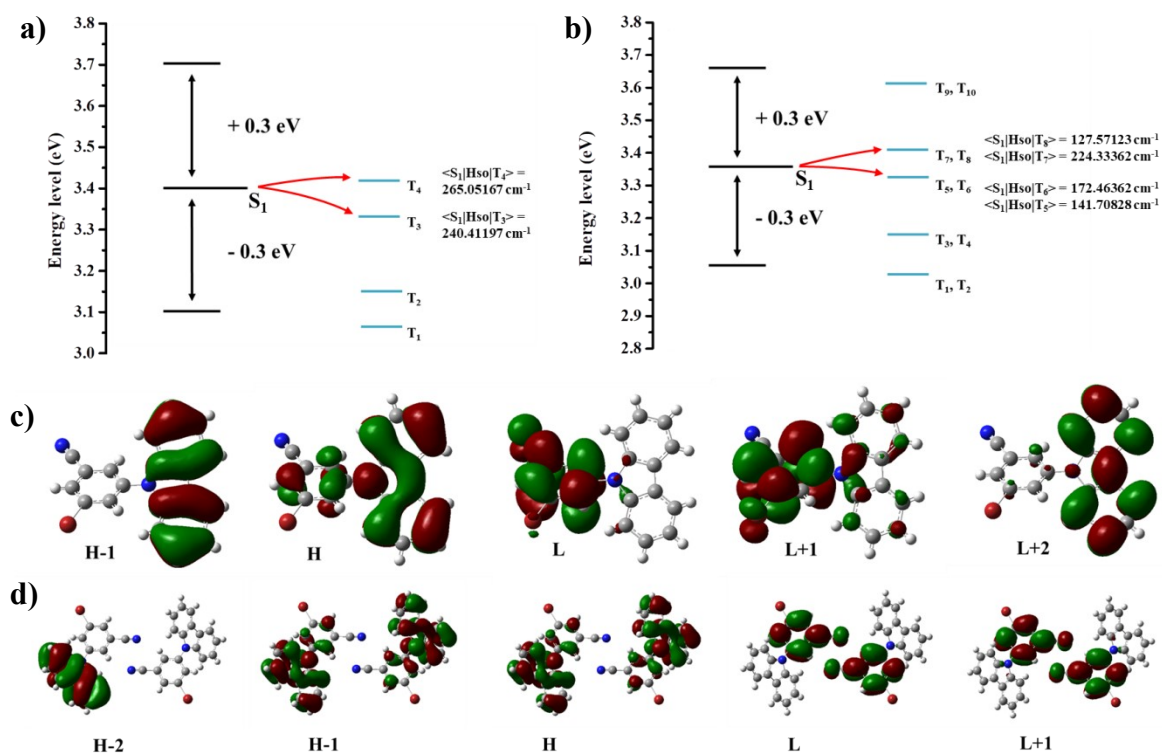 a)
3.8
3.7
3.6
3.5
3.4
3.3
3.2
3.1
3.0
Energy level (eV)
+ 0.3 eV
S1
- 0.3 eV
T4
T3
T2
T1
<S1|Hso|T4> =
265.05167 cm-1
<S1|Hso|T3> =
240.41197 cm-1
b)
3.8
3.7
3.6
3.5
3.4
3.3
3.2
3.1
3.0
2.9
2.8
Energy level (eV)
+ 0.3 eV
S1
- 0.3 eV
T9, T10
T7, T8
T5, T6
T3, T4
T1, T2
<S1|Hso|T8> = 127.57123 cm-1
<S1|Hso|T7> = 224.33362 cm-1
<S1|Hso|T6> = 172.46362 cm-1
<S1|Hso|T5> = 141.70828 cm-1
c)
H-1
H
L
L+1
L+2
d)
H-2
H-1
H
L
L+1